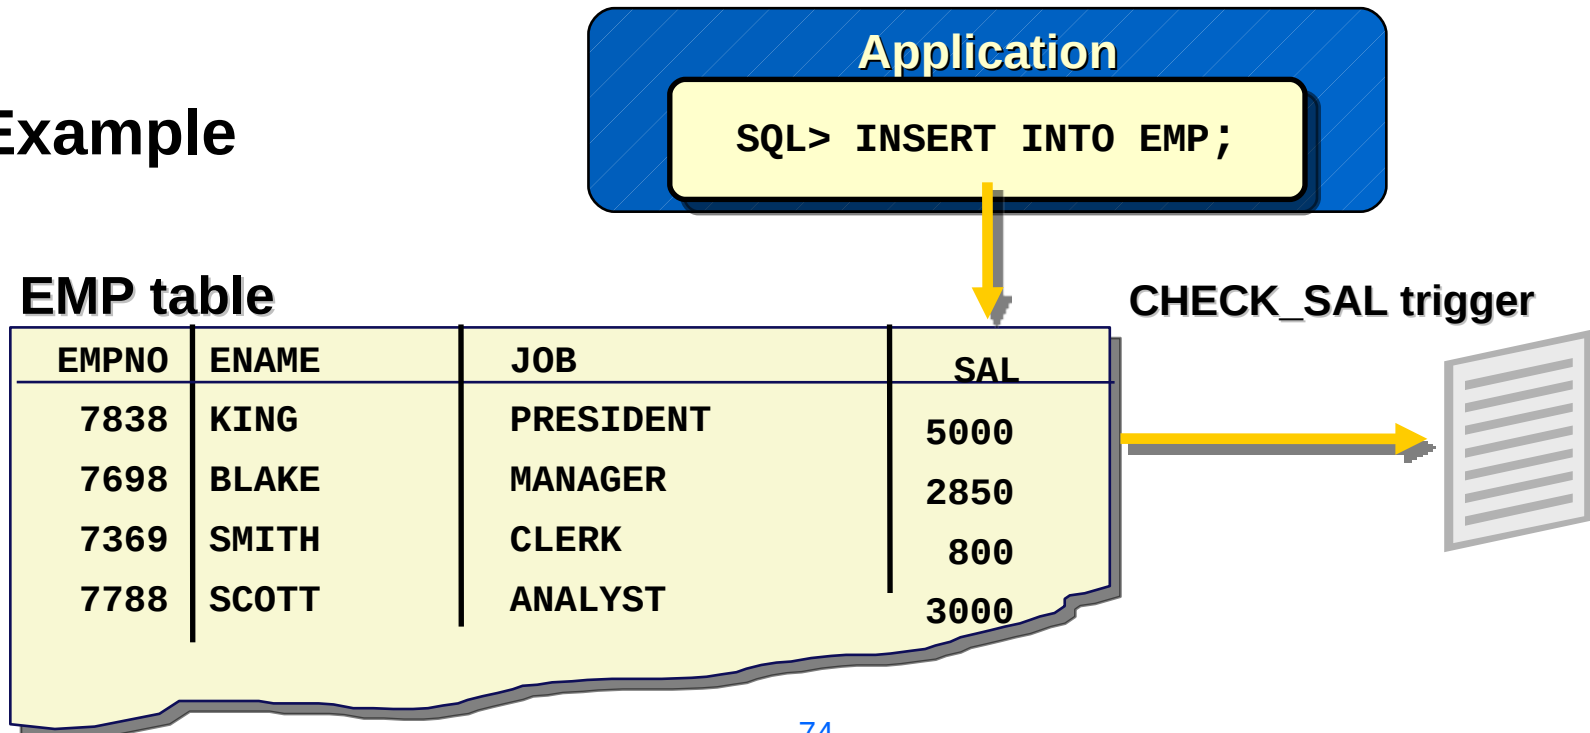 Application
SQL> INSERT INTO EMP;
Example
EMP table
CHECK_SAL trigger
EMPNO ENAME JOB SAL
7838 KING PRESIDENT 5000
7698 BLAKE MANAGER 2850
7369 SMITH CLERK 800
7788 SCOTT ANALYST 3000
74